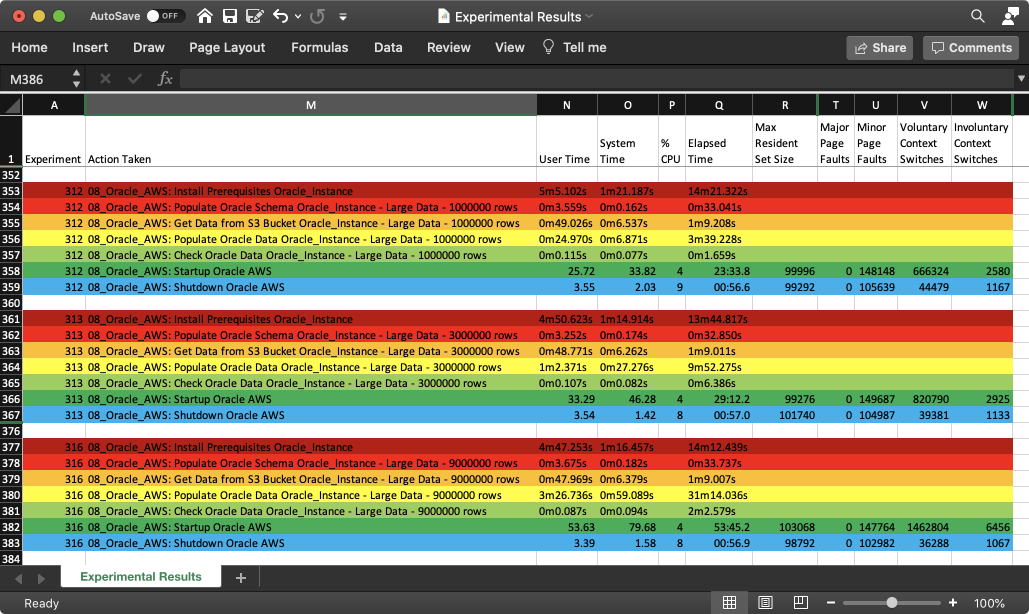 AutoSave OFF Experimental Results
Home Insert Draw Page Layout Formulas Data Review View Tell me Share Comments
M386 fx
A M N O P Q R T U V W
1 Experiment Action Taken User Time System Time % CPU Elapsed Time Max Resident Set Size Major Page Faults Minor Page Faults Voluntary Context Switches Involuntary Context Switches
352
353 312 08_Oracle_AWS: Install Prerequisites Oracle_Instance 5m5.102s 1m21.187s 14m21.322s
354 312 08_Oracle_AWS: Populate Oracle Schema Oracle_Instance - Large Data - 1000000 rows 0m3.559s 0m0.162s 0m33.041s
355 312 08_Oracle_AWS: Get Data from S3 Bucket Oracle_Instance - Large Data - 1000000 rows 0m49.026s 0m6.537s 1m9.208s
356 312 08_Oracle_AWS: Populate Oracle Data Oracle_Instance - Large Data - 1000000 rows 0m24.970s 0m6.871s 3m39.228s
357 312 08_Oracle_AWS: Check Oracle Data Oracle_Instance - Large Data - 1000000 rows 0m0.115s 0m0.077s 0m1.659s
358 312 08_Oracle_AWS: Startup Oracle AWS 25.72 33.82 4 23:33.8 99996 0 148148 666324 2580
359 312 08_Oracle_AWS: Shutdown Oracle AWS 3.55 2.03 9 00:56.6 99292 0 105639 44479 1167
360
361 313 08_Oracle_AWS: Install Prerequisites Oracle_Instance 4m50.623s 1m14.914s 13m44.817s
362 313 08_Oracle_AWS: Populate Oracle Schema Oracle_Instance - Large Data - 3000000 rows 0m3.252s 0m0.174s 0m32.850s
363 313 08_Oracle_AWS: Get Data from S3 Bucket Oracle_Instance - Large Data - 3000000 rows 0m48.771s 0m6.262s 1m9.011s
364 313 08_Oracle_AWS: Populate Oracle Data Oracle_Instance - Large Data - 3000000 rows 1m2.371s 0m27.276s 9m52.275s
365 313 08_Oracle_AWS: Check Oracle Data Oracle_Instance - Large Data - 3000000 rows 0m0.107s 0m0.082s 0m6.386s
366 313 08_Oracle_AWS: Startup Oracle AWS 33.29 46.28 4 29:12.2 99276 0 149687 820790 2925
367 313 08_Oracle_AWS: Shutdown Oracle AWS 3.54 1.42 8 00:57.0 101740 0 104987 39381 1133
376
377 316 08_Oracle_AWS: Install Prerequisites Oracle_Instance 4m47.253s 1m16.457s 14m12.439s
378 316 08_Oracle_AWS: Populate Oracle Schema Oracle_Instance - Large Data - 9000000 rows 0m3.675s 0m0.182s 0m33.737s
379 316 08_Oracle_AWS: Get Data from S3 Bucket Oracle_Instance - Large Data - 9000000 rows 0m47.969s 0m6.379s 1m9.007s
380 316 08_Oracle_AWS: Populate Oracle Data Oracle_Instance - Large Data - 9000000 rows 3m26.736s 0m59.089s 31m14.036s
381 316 08_Oracle_AWS: Check Oracle Data Oracle_Instance - Large Data - 9000000 rows 0m0.087s 0m0.094s 2m2.579s
382 316 08_Oracle_AWS: Startup Oracle AWS 53.63 79.68 4 53:45.2 103068 0 147764 1462804 6456
383 316 08_Oracle_AWS: Shutdown Oracle AWS 3.39 1.58 8 00:56.9 98792 0 102982 36288 1067
384
Experimental Results +
Ready - + 100%